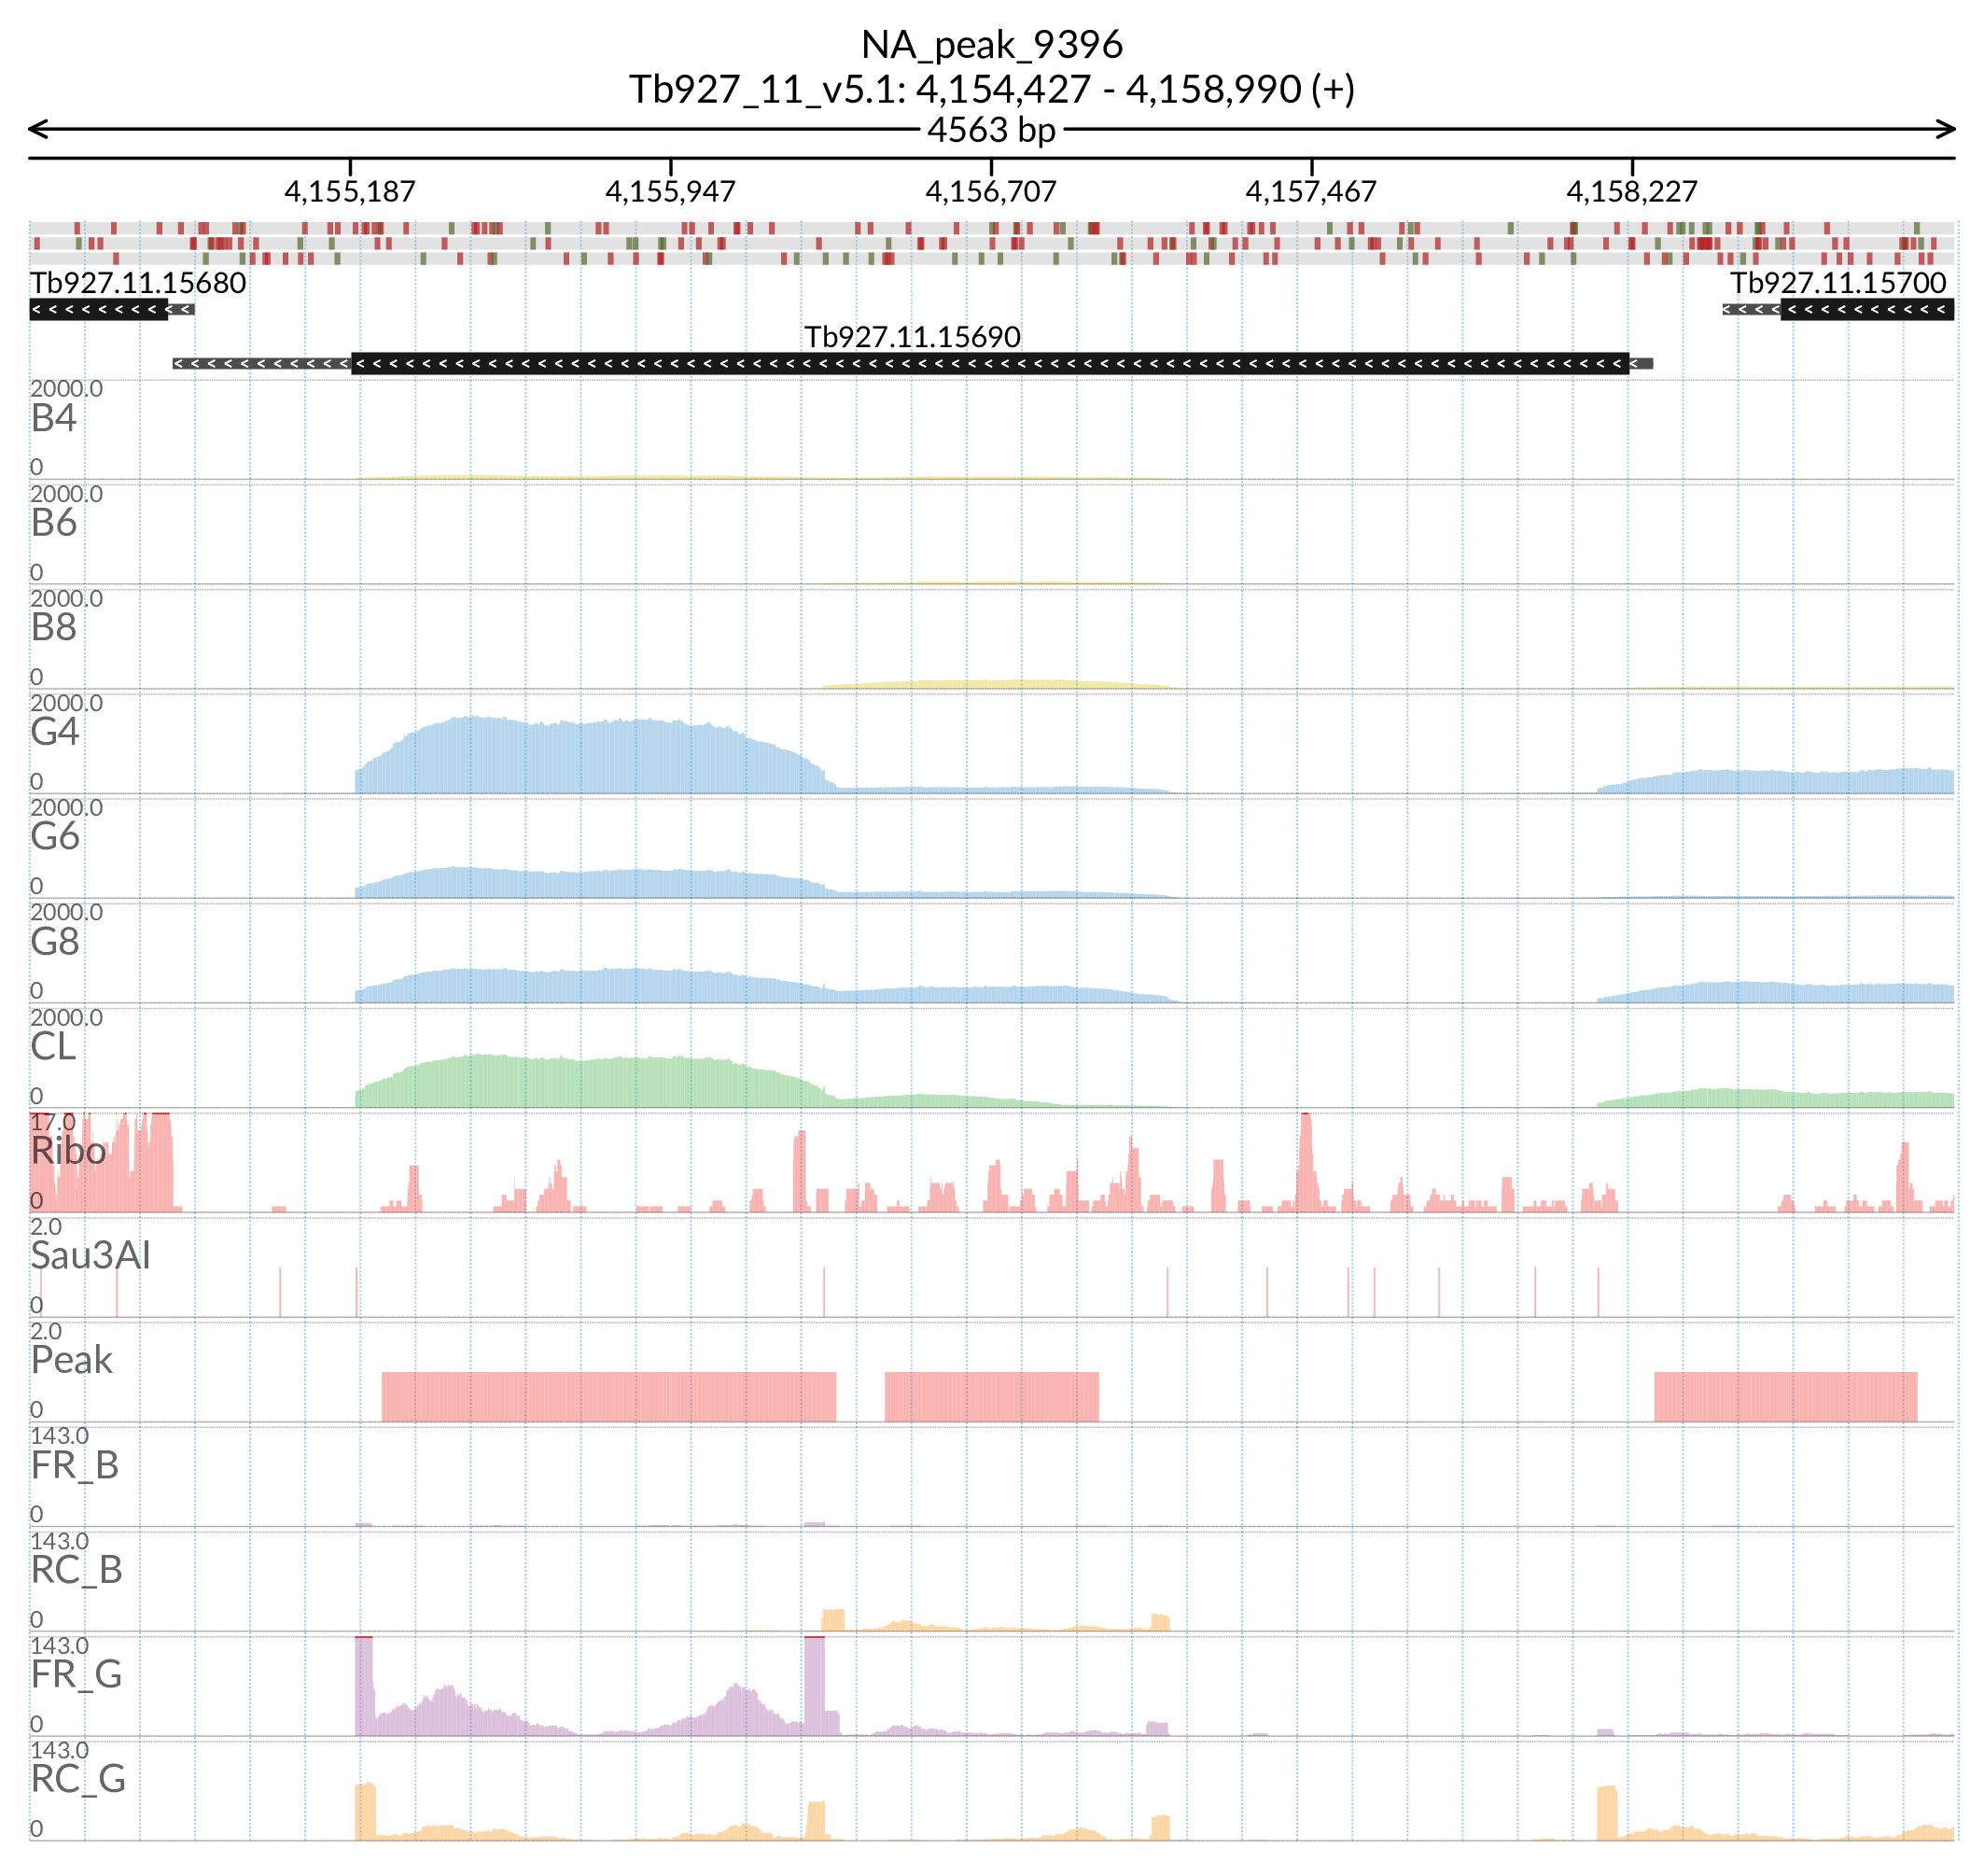 NA_peak_9396
Tb927_11_v5.1: 4,154,427 - 4,158,990 (+)
4563 bp
4,155,187 4,155,947 4,156,707 4,157,467 4,158,227
Tb927.11.15680 Tb927.11.15700
Tb927.11.15690
2000.0
B4
0
2000.0
B6
0
2000.0
B8
0
2000.0
G4
0
2000.0
G6
0
2000.0
G8
0
2000.0
CL
0
17.0
Ribo
0
2.0
Sau3AI
0
2.0
Peak
0
143.0
FR_B
0
143.0
RC_B
0
143.0
FR_G
0
143.0
RC_G
0